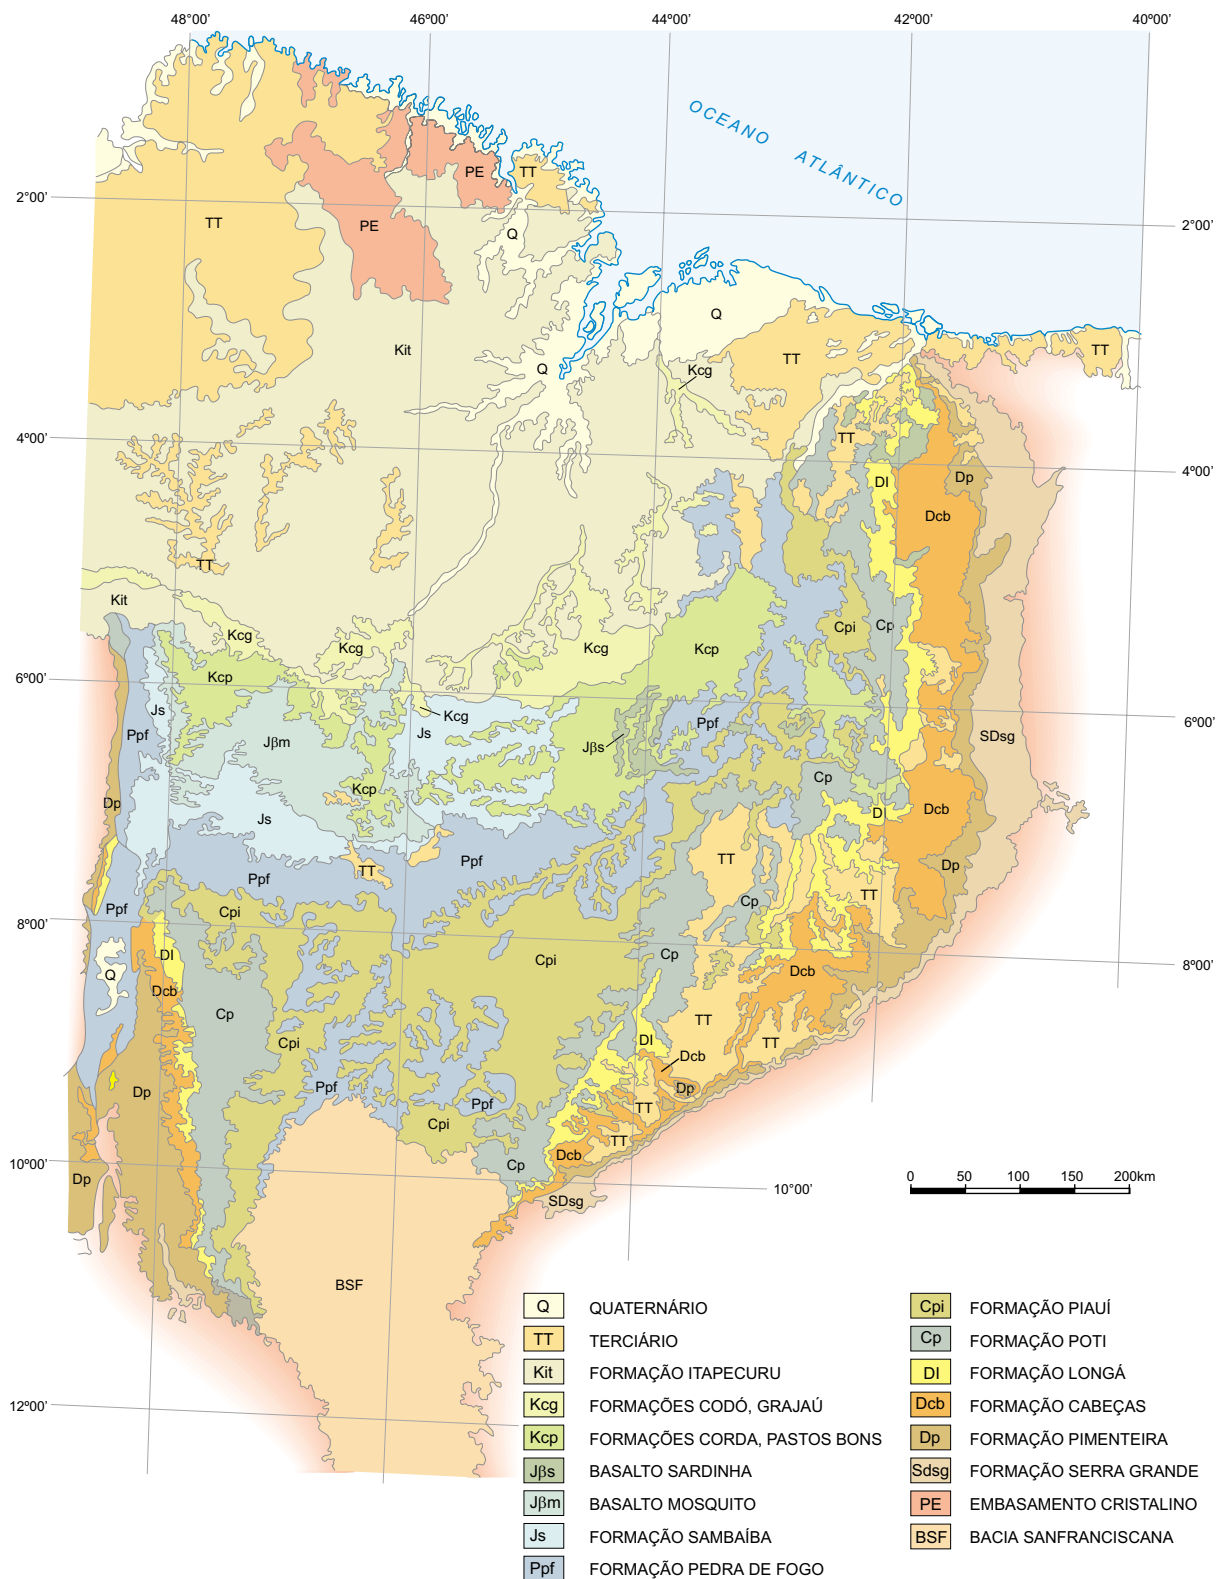 48°00' 46°00' 44°00' 42°00' 40°00'
OCEANO ATLÂNTICO
PE TT
2°00'
TT PE Q
2°00'
Q
Kit TT TT
Q Kcg
4°00' TT
4°00'
DI Dp
Dcb
TT
Kit
Kcg Kcg Kcg Kcp Cpi Cp
6°00' Kcp
Js Kcg Ppf
6°00'
Ppf Jβm Js Jβs SDsg
Cp
Kcp
Dp Js DI Dcb
TT
Ppf TT Ppf Dp
TT
Ppf Cpi Cp
8°00'
DI Cpi Cp
8°00'
Q Dcb Dcb
Cp TT
Cpi DI TT
Dcb
Dp Ppf Dp
Ppf TT
Cpi TT
10°00' Dcb
Dp Cp
10°00'
SDsg
0 50 100 150 200km
BSF
12°00'
Q QUATERNÁRIO
TT TERCIÁRIO
Kit FORMAÇÃO ITAPECURU
Kcg FORMAÇÕES CODÓ, GRAJAÚ
Kcp FORMAÇÕES CORDA, PASTOS BONS
Jβs BASALTO SARDINHA
Jβm BASALTO MOSQUITO
Js FORMAÇÃO SAMBAÍBA
Ppf FORMAÇÃO PEDRA DE FOGO
Cpi FORMAÇÃO PIAUÍ
Cp FORMAÇÃO POTI
DI FORMAÇÃO LONGÁ
Dcb FORMAÇÃO CABEÇAS
Dp FORMAÇÃO PIMENTEIRA
Sdsg FORMAÇÃO SERRA GRANDE
PE EMBASAMENTO CRISTALINO
BSF BACIA SANFRANCISCANA